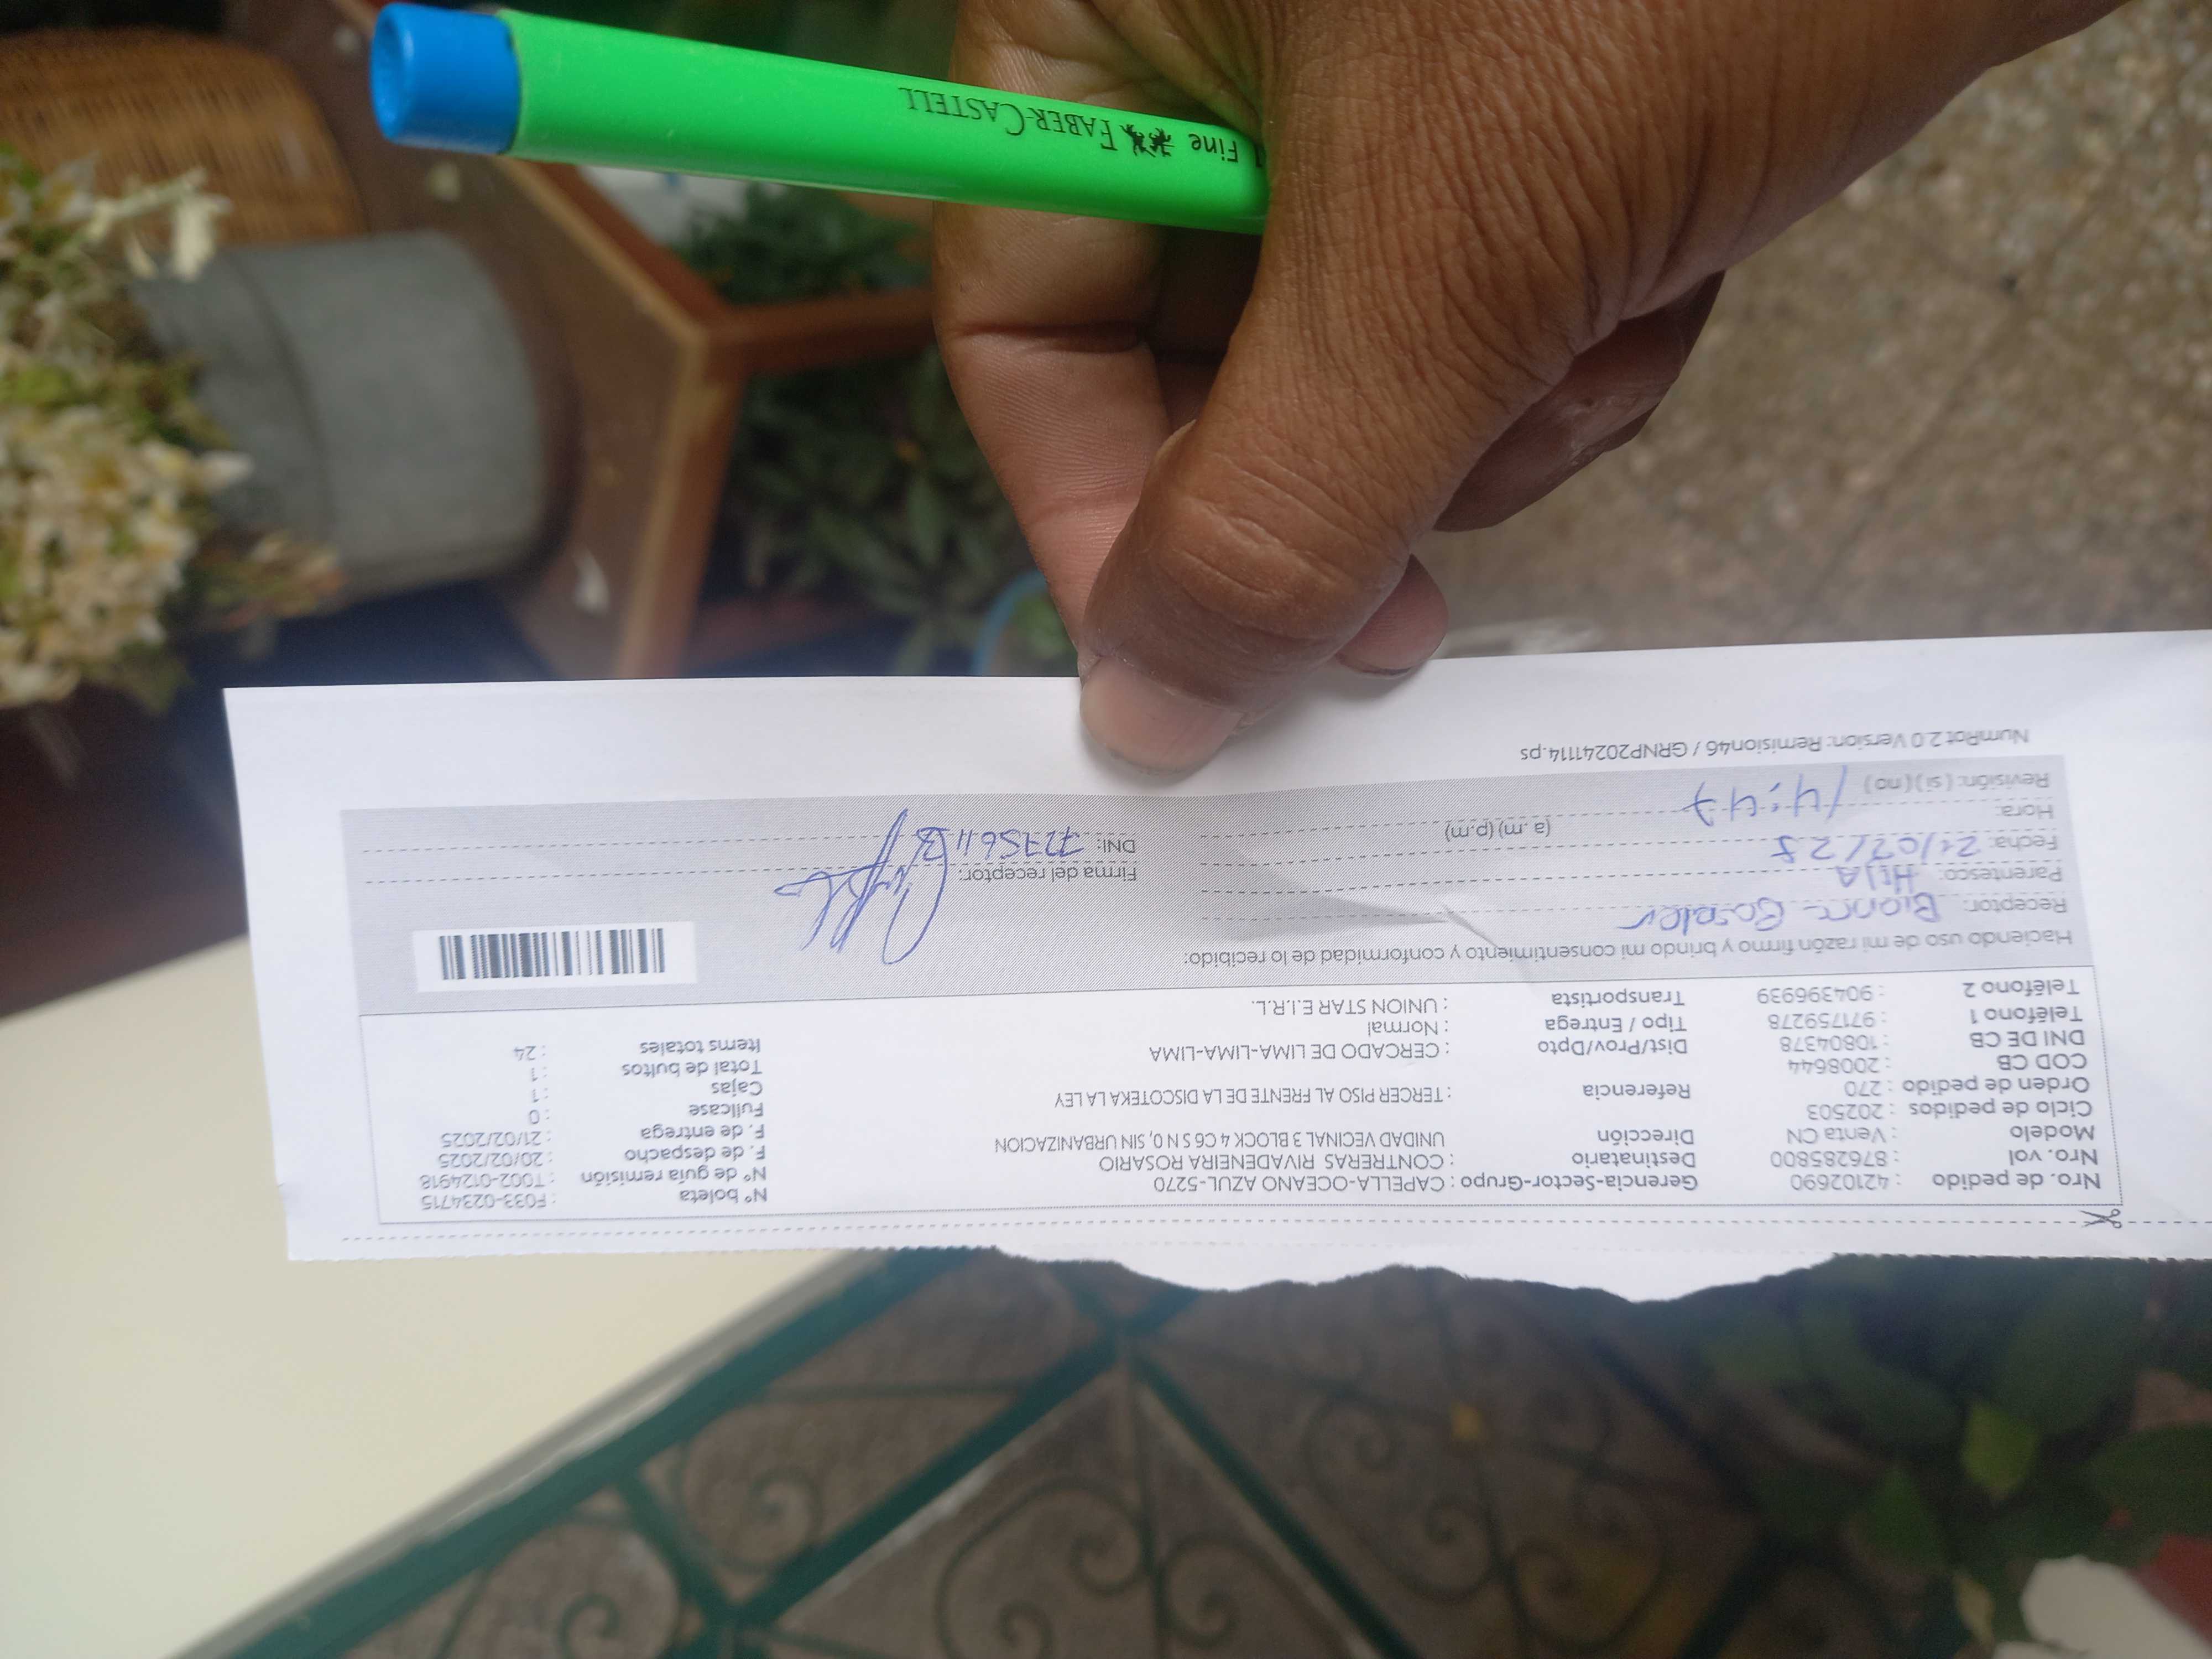 Nro. de pedido : 42102690
Nro. vol. : 876285800
Modelo : Venta CN
Ciclo de pedidos : 202503
Orden de pedido : 270
COD CB : 2008644
DNI DE CB : 10804378
Teléfono 1 : 971759278
Teléfono 2 : 904396939
Gerencia-Sector-Grupo : CAPELLA-OCEANO AZUL-5270
Destinatario : CONTRERAS RIVADENEIRA ROSARIO
Dirección UNIDAD VECINAL 3 BLOCK 4 C6 S N 0, SIN URBANIZACION
Referencia : TERCER PISO AL FRENTE DE LA DISCOTEKA LA LEY
Dist/Prov/Dpto : CERCADO DE LIMA-LIMA-LIMA
Tipo / Entrega : Normal
Transportista : UNION STAR E.I.R.L.
N° boleta : F033-0234715
N° de guía remisión : T002-0124918
F. de despacho : 20/02/2025
F. de entrega : 21/02/2025
Fullcase : 0
Cajas : 1
Total de bultos : 1
Items totales : 24
Haciendo uso de mi razón firmo y brindo mi consentimiento y conformidad de lo recibido:
Receptor:
Parentesco: HIJA
Fecha: 21/02/25
Hora: 14:47 (a.m) (p.m)
Revisión: (si) (no)
Firma del receptor:
DNI:
NumRot 2.0 Version: Remision46 / GRNP20241114.ps
Fine FABER-CASTELL